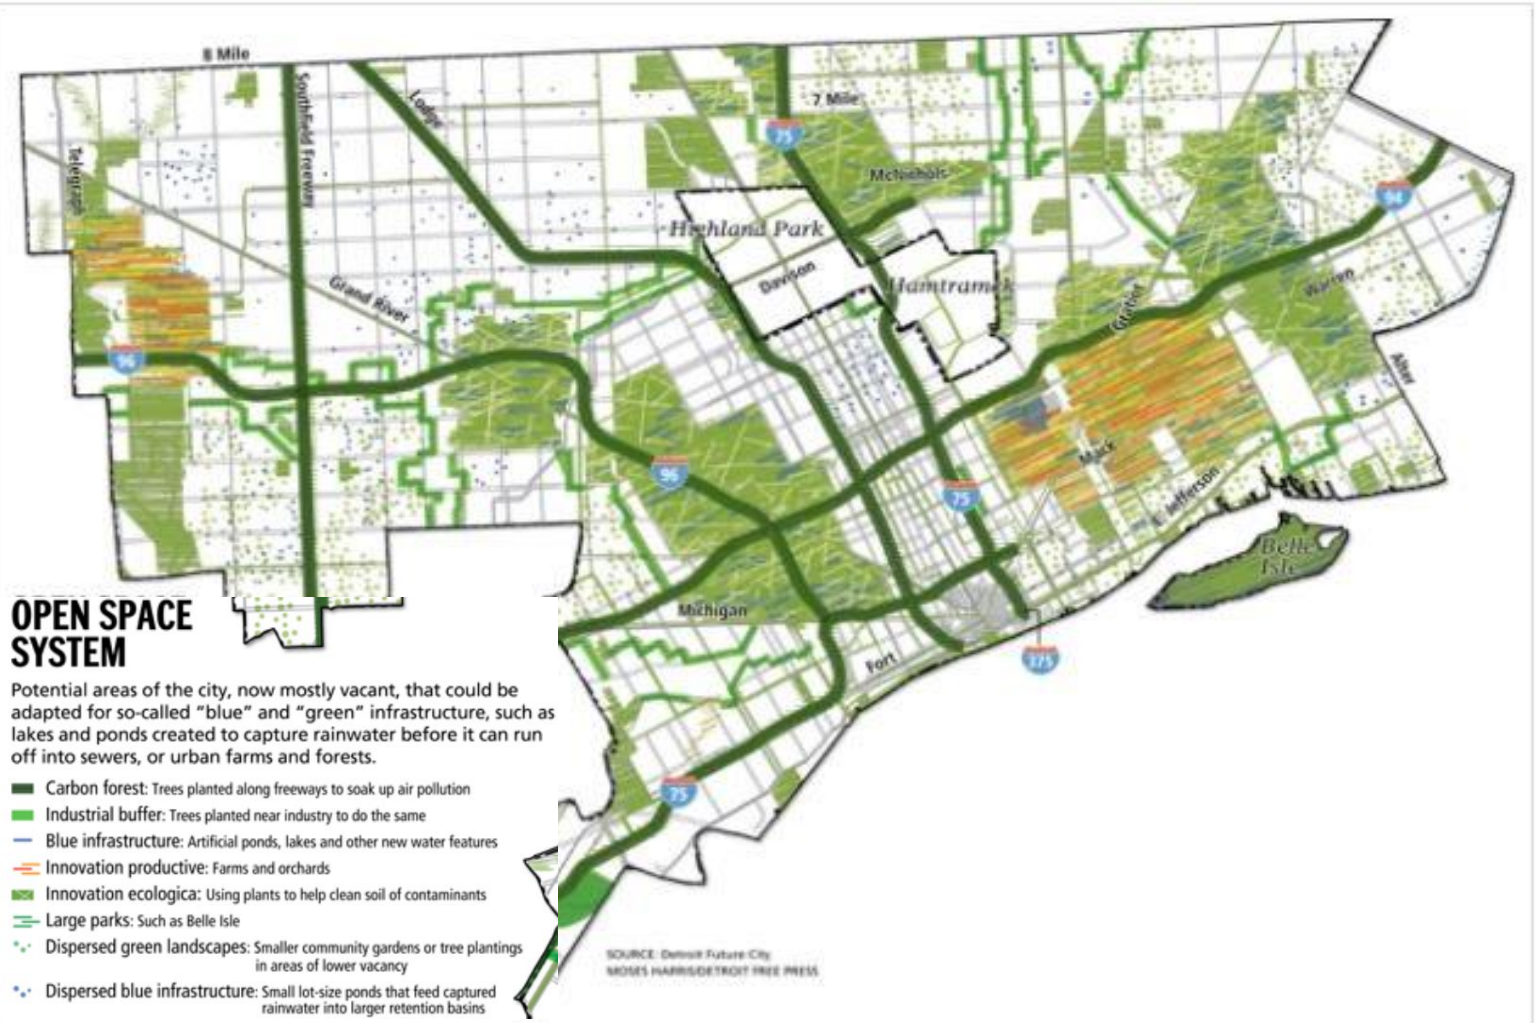 8 Mile
Southfield Freeway
Lodge
Telegraph
7 Mile
75
McNichols
94
Highland Park
Davison
Hamtramck
Grand River
Gratiot
Warren
Alter
96
96
75
Mack
E. Jefferson
Belle
Isle
Michigan
Fort
375
75
OPEN SPACE
SYSTEM
Potential areas of the city, now mostly vacant, that could be
adapted for so-called “blue” and “green” infrastructure, such as
lakes and ponds created to capture rainwater before it can run
off into sewers, or urban farms and forests.
Carbon forest: Trees planted along freeways to soak up air pollution
Industrial buffer: Trees planted near industry to do the same
Blue infrastructure: Artificial ponds, lakes and other new water features
Innovation productive: Farms and orchards
Innovation ecologica: Using plants to help clean soil of contaminants
Large parks: Such as Belle Isle
Dispersed green landscapes: Smaller community gardens or tree plantings
in areas of lower vacancy
Dispersed blue infrastructure: Small lot-size ponds that feed captured
rainwater into larger retention basins
SOURCE: Detroit Future City
MOSES HARRIS/DETROIT FREE PRESS